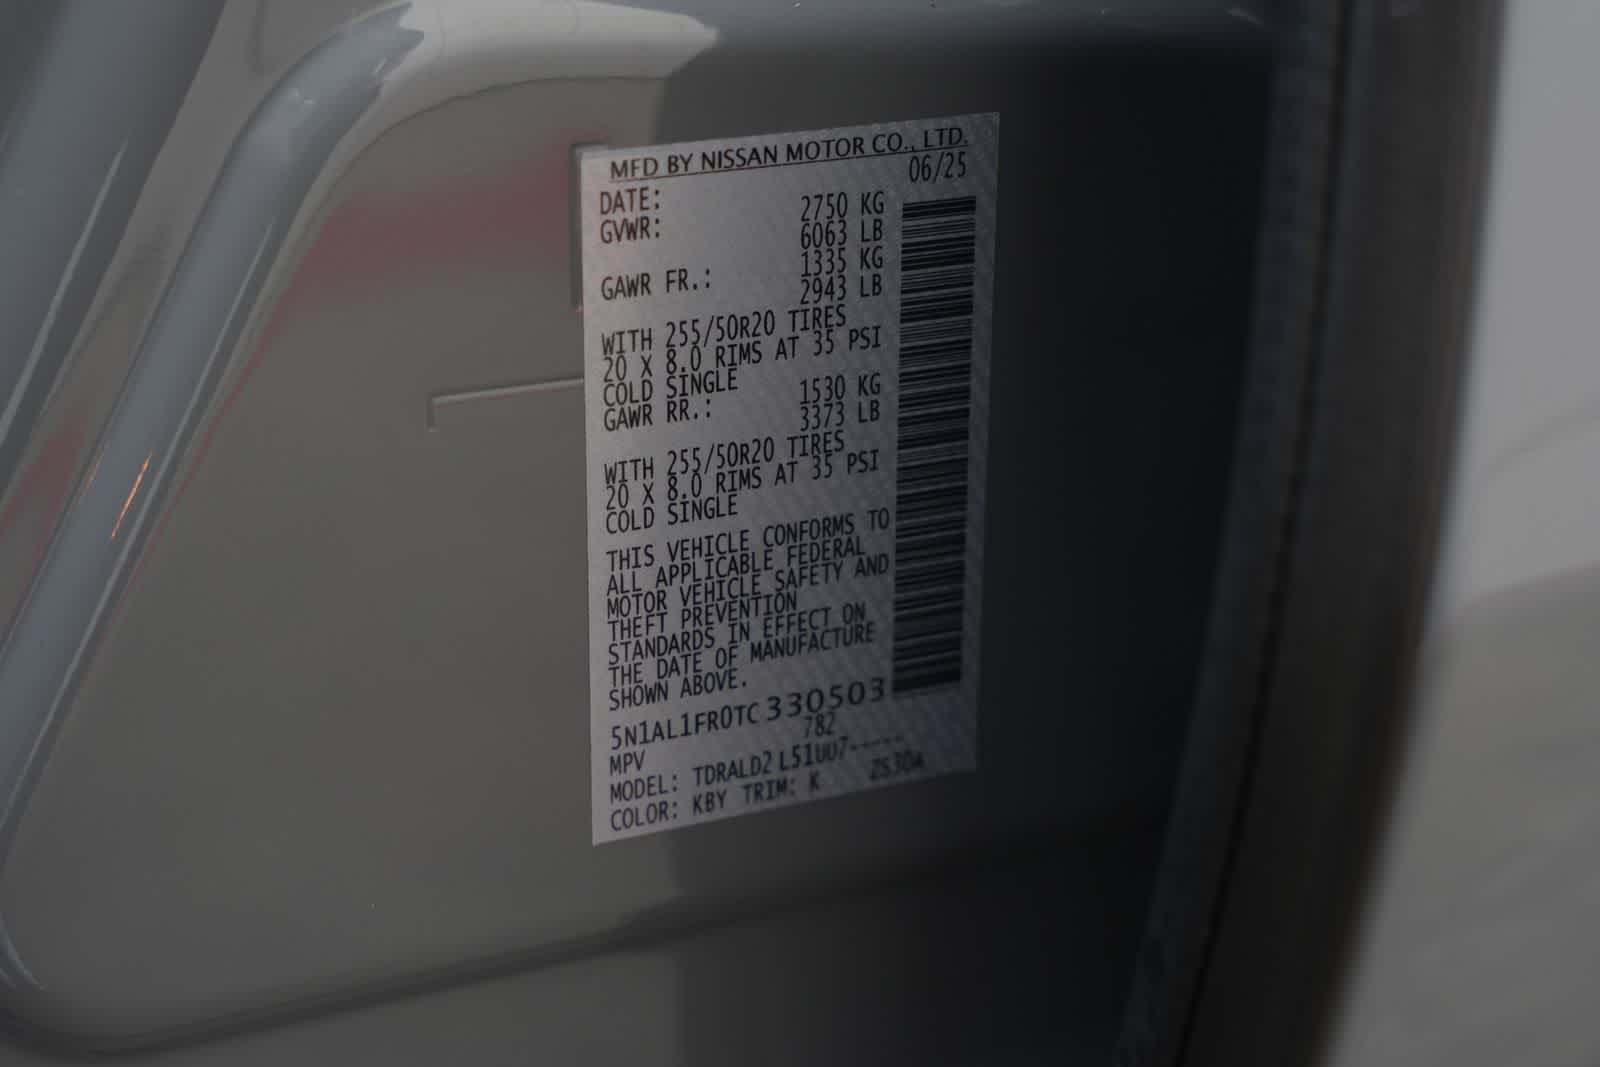 MFD BY NISSAN MOTOR CO., LTD.
DATE: 06/25
GVWR: 2750 KG
6063 LB
GAWR FR.: 1335 KG
2943 LB
WITH 255/50R20 TIRES
20 X 8.0 RIMS AT 35 PSI
COLD SINGLE
GAWR RR.: 1530 KG
3373 LB
WITH 255/50R20 TIRES
20 X 8.0 RIMS AT 35 PSI
COLD SINGLE
THIS VEHICLE CONFORMS TO
ALL APPLICABLE FEDERAL
MOTOR VEHICLE SAFETY AND
THEFT PREVENTION
STANDARDS IN EFFECT ON
THE DATE OF MANUFACTURE
SHOWN ABOVE.
5N1AL1FR0TC 330503
MPV 782
MODEL: TDRALD2 L51UU7-----
COLOR: KBY TRIM: K ZS30A